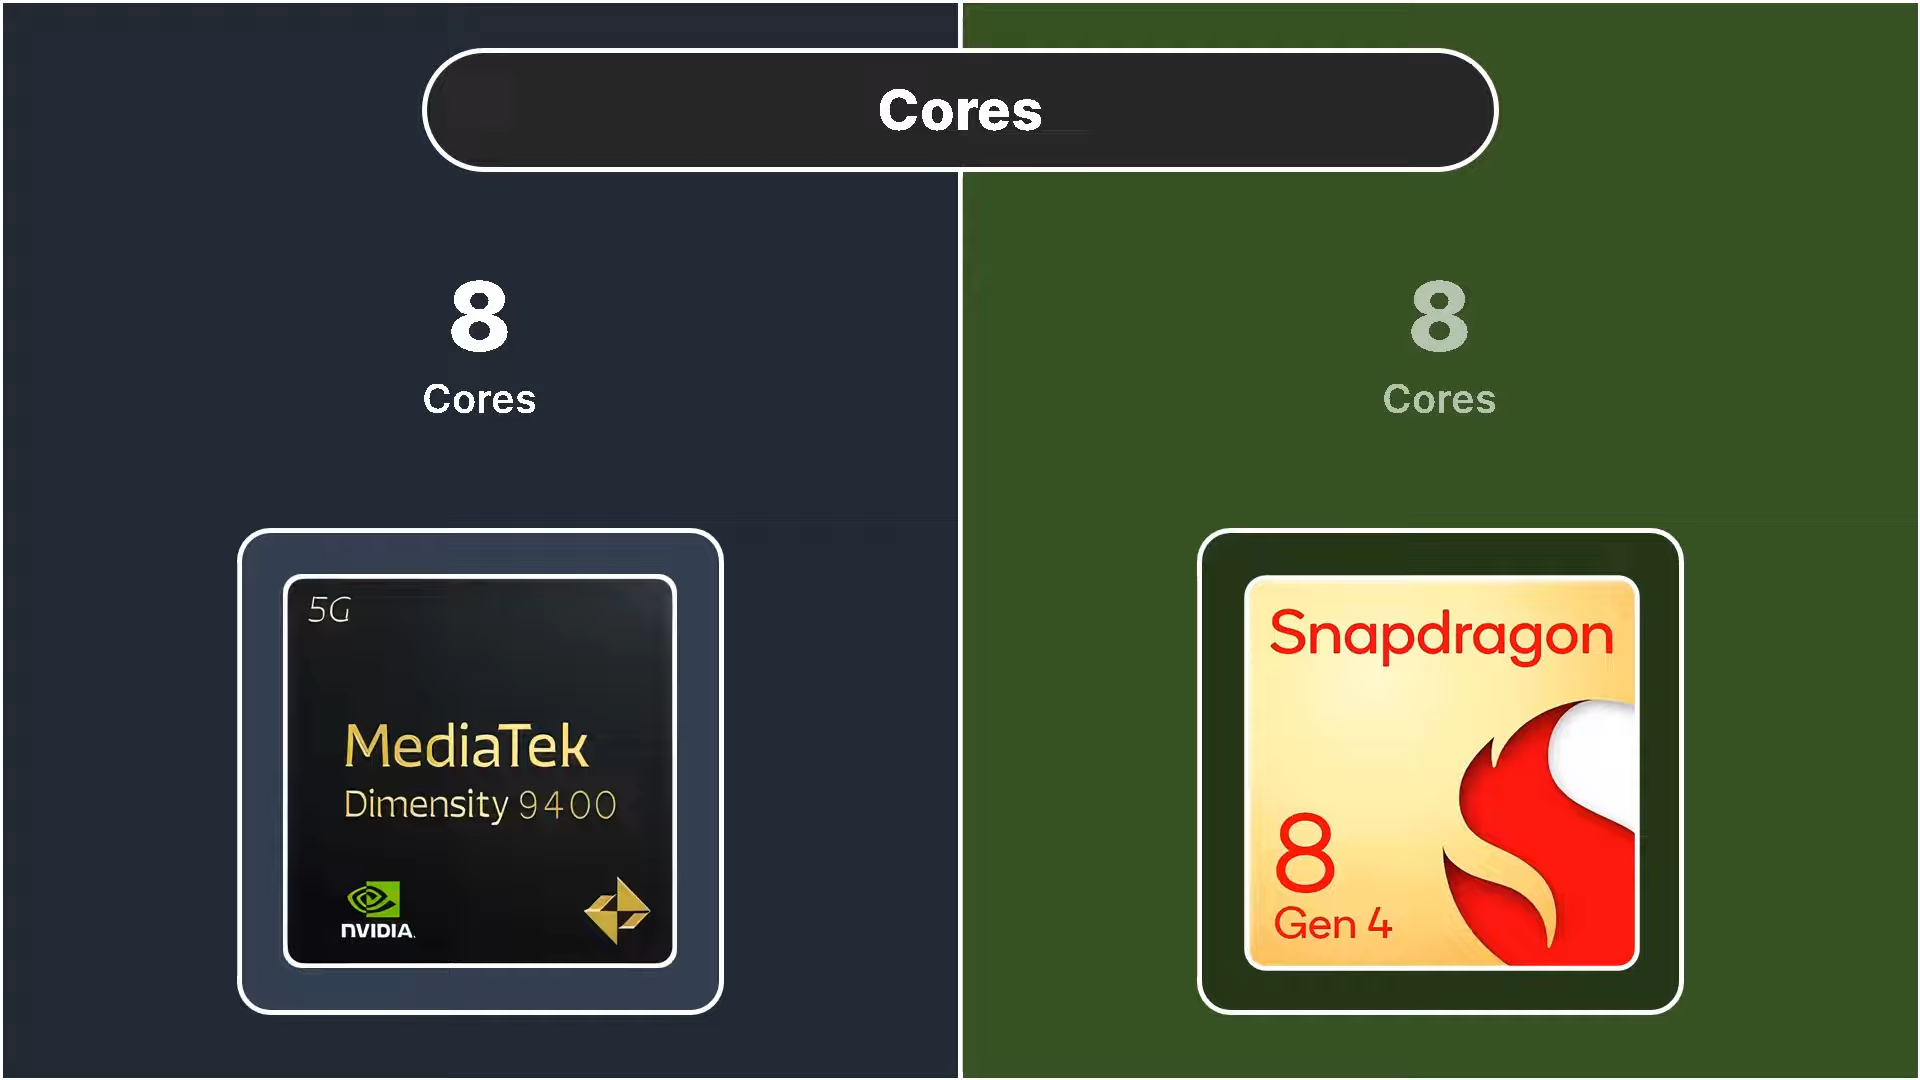 Cores
8
Cores
8
Cores
5G
MediaTek
Dimensity 9400
NVIDIA.
Snapdragon
8
Gen 4